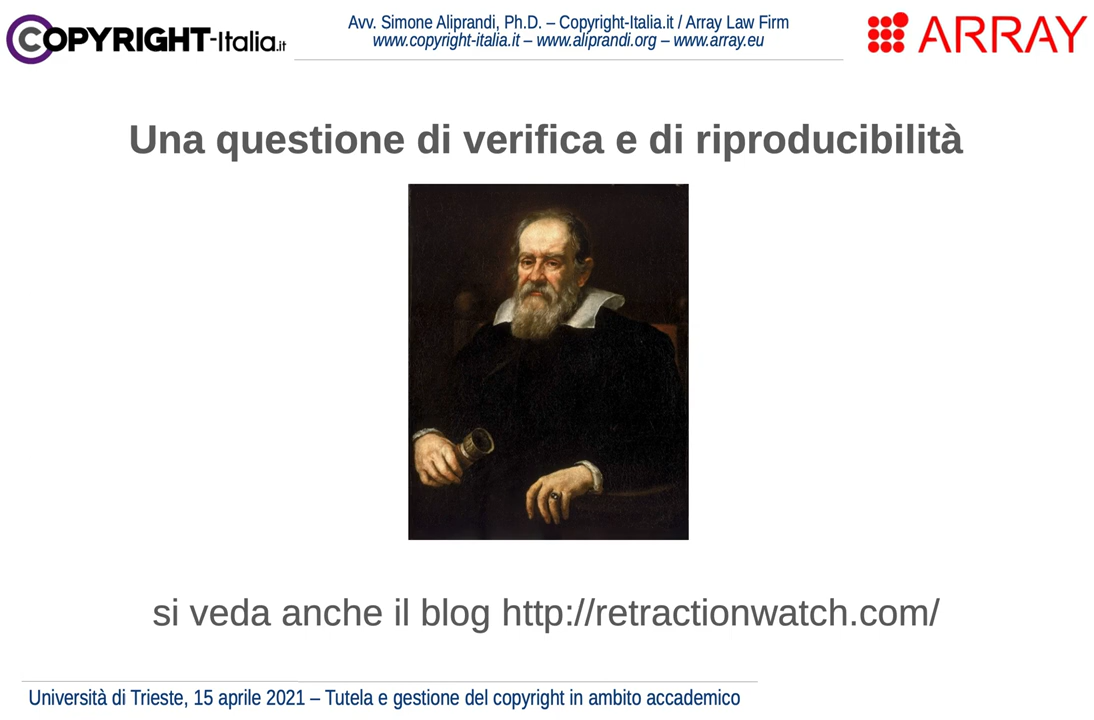 COPYRIGHT-Italia.it
Avv. Simone Aliprandi, Ph.D. – Copyright-Italia.it / Array Law Firm
www.copyright-italia.it – www.aliprandi.org – www.array.eu
ARRAY
Una questione di verifica e di riproducibilità
si veda anche il blog http://retractionwatch.com/
Università di Trieste, 15 aprile 2021 – Tutela e gestione del copyright in ambito accademico